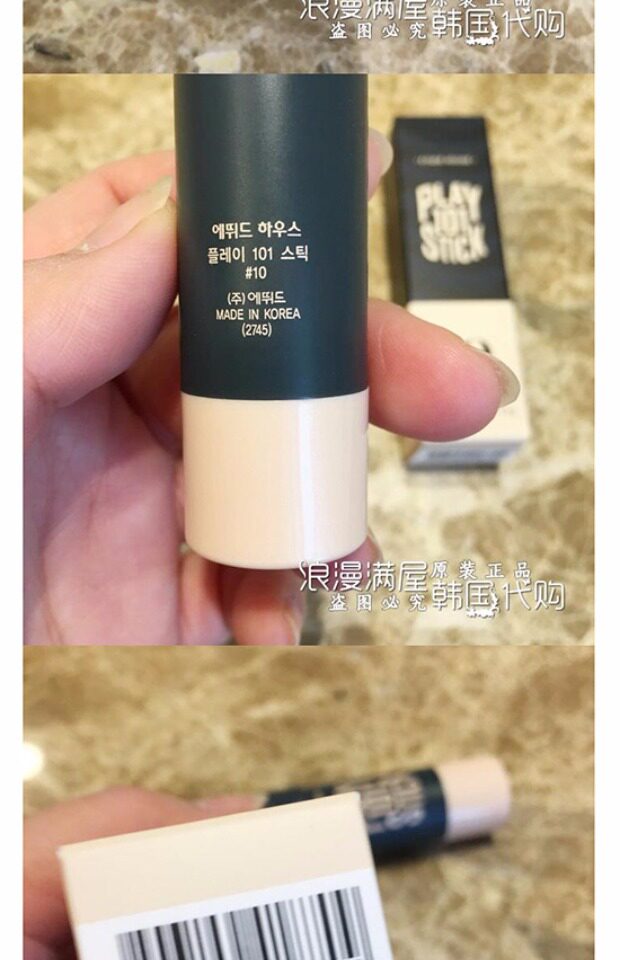 浪漫满屋原装正品
盗图必究韩国代购
에뛰드 하우스
플레이 101 스틱
#10
(주)에뛰드
MADE IN KOREA
(2745)
PLAY
101
STICK
浪漫满屋原装正品
盗图必究韩国代购